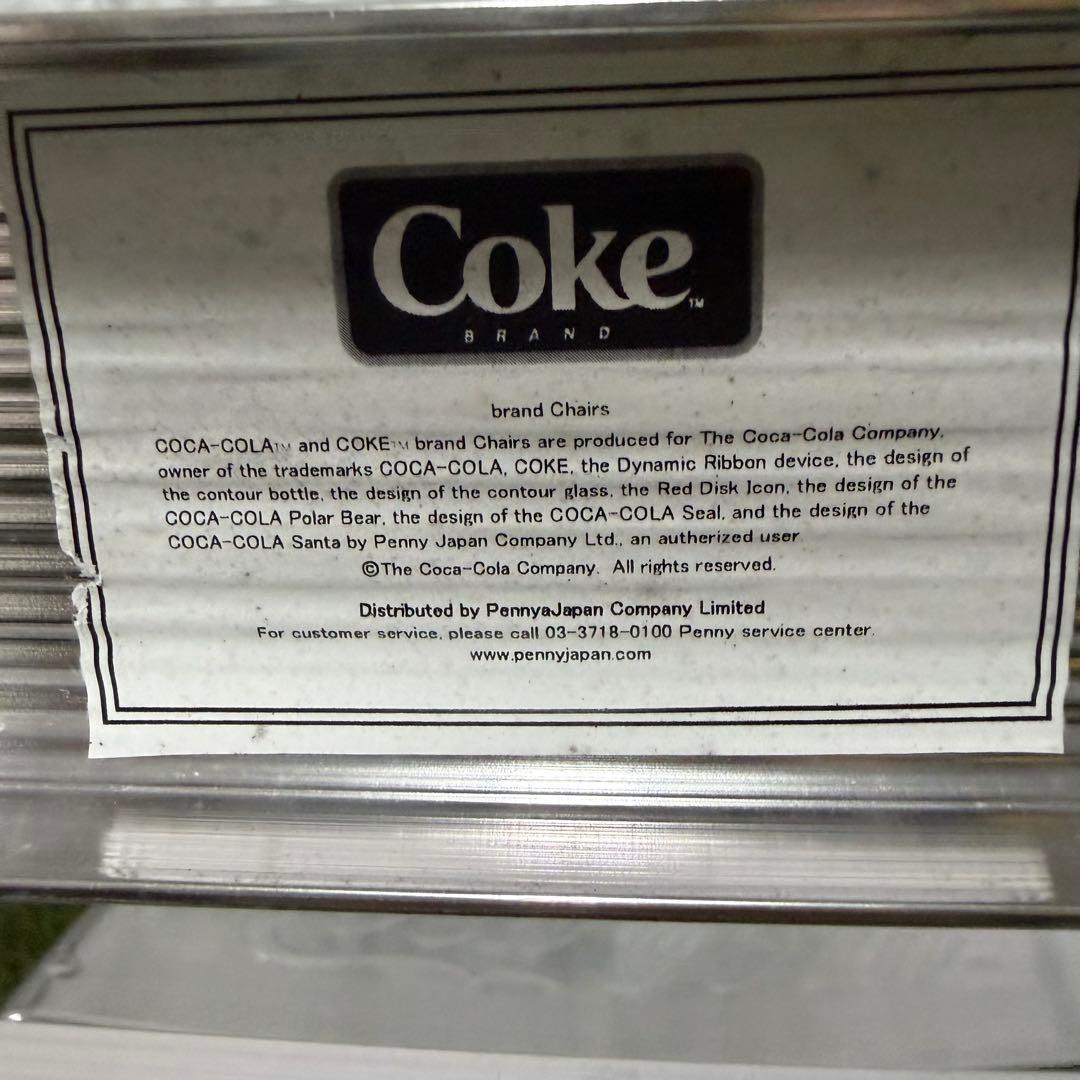 Coke™
BRAND
brand Chairs
COCA-COLA™ and COKE™ brand Chairs are produced for The Coca-Cola Company,
owner of the trademarks COCA-COLA, COKE, the Dynamic Ribbon device, the design of
the contour bottle, the design of the contour glass, the Red Disk Icon, the design of the
COCA-COLA Polar Bear, the design of the COCA-COLA Seal, and the design of the
COCA-COLA Santa by Penny Japan Company Ltd., an autherized user
©The Coca-Cola Company. All rights reserved.
Distributed by PennyaJapan Company Limited
For customer service, please call 03-3718-0100 Penny service center.
www.pennyjapan.com